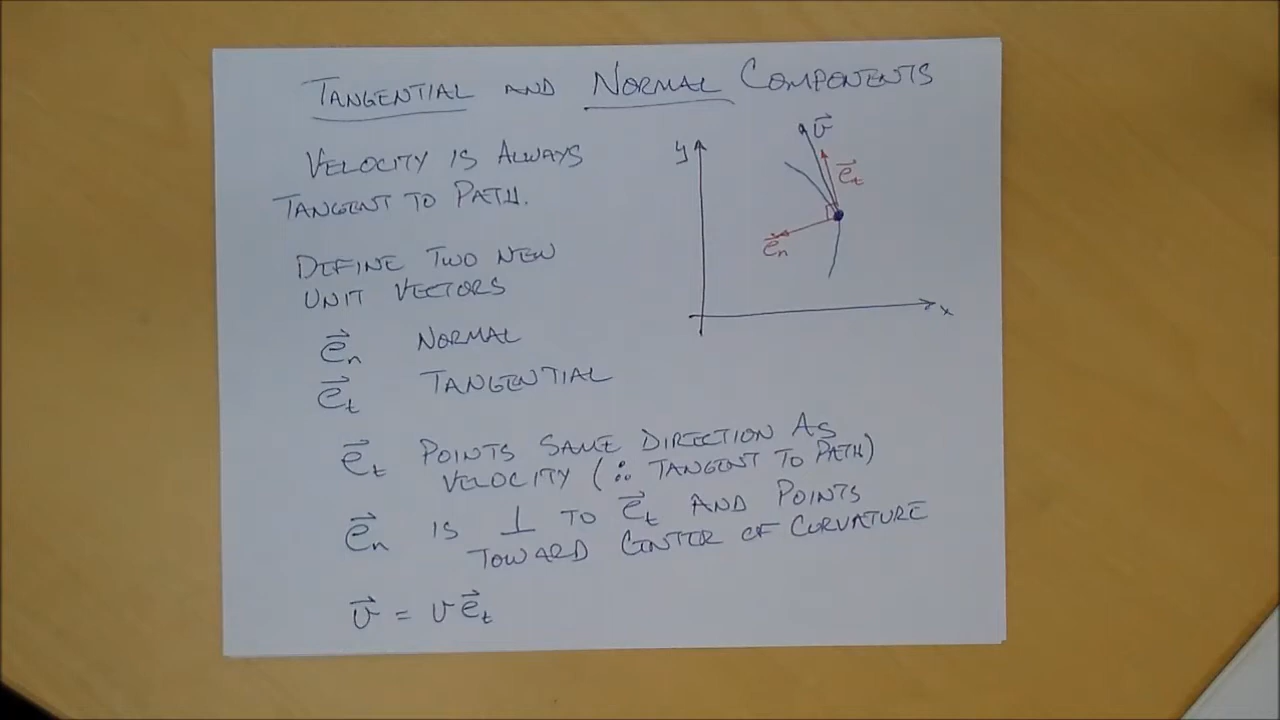 TANGENTIAL AND NORMAL COMPONENTS
VELOCITY IS ALWAYS
TANGENT TO PATH.
DEFINE TWO NEW
UNIT VECTORS
e⃗n NORMAL
e⃗t TANGENTIAL
e⃗t POINTS SAME DIRECTION AS
VELOCITY (∴ TANGENT TO PATH)
e⃗n IS ⊥ TO e⃗t AND POINTS
TOWARD CENTER OF CURVATURE
v⃗ = v e⃗t
y
v⃗
e⃗t
e⃗n
x